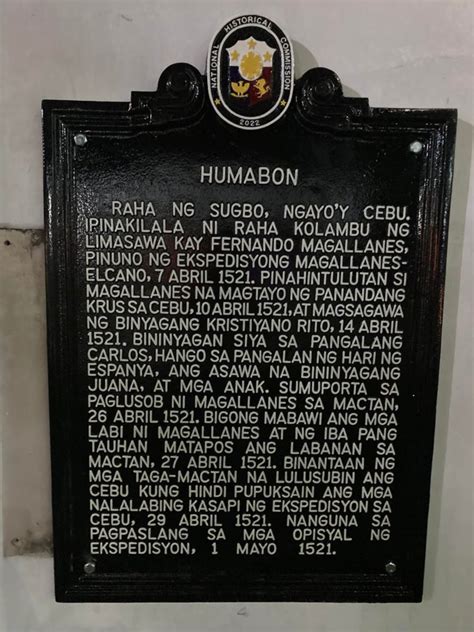 NATIONAL HISTORICAL COMMISSION
2022
HUMABON
RAHA NG SUGBO, NGAYO'Y CEBU.
IPINAKILALA NI RAHA KOLAMBU NG
LIMASAWA KAY FERNANDO MAGALLANES,
PINUNO NG EKSPEDISYONG MAGALLANES-
ELCANO, 7 ABRIL 1521. PINAHINTULUTAN SI
MAGALLANES NA MAGTAYO NG PANANDANG
KRUS SA CEBU, 10 ABRIL 1521, AT MAGSAGAWA
NG BINYAGANG KRISTIYANO RITO, 14 ABRIL
1521. BININYAGAN SIYA SA PANGALANG
CARLOS, HANGO SA PANGALAN NG HARI NG
ESPANYA, ANG ASAWA NA BININYAGANG
JUANA, AT MGA ANAK. SUMUPORTA SA
PAGLUSOB NI MAGALLANES SA MACTAN,
26 ABRIL 1521. BIGONG MABAWI ANG MGA
LABI NI MAGALLANES AT NG IBA PANG
TAUHAN MATAPOS ANG LABANAN SA
MACTAN, 27 ABRIL 1521. BINANTAAN NG
MGA TAGA-MACTAN NA LULUSUBIN ANG
CEBU KUNG HINDI PUPUKSAIN ANG MGA
NALALABING KASAPI NG EKSPEDISYON SA
CEBU, 29 ABRIL 1521. NANGUNA SA
PAGPASLANG SA MGA OPISYAL NG
EKSPEDISYON, 1 MAYO 1521.